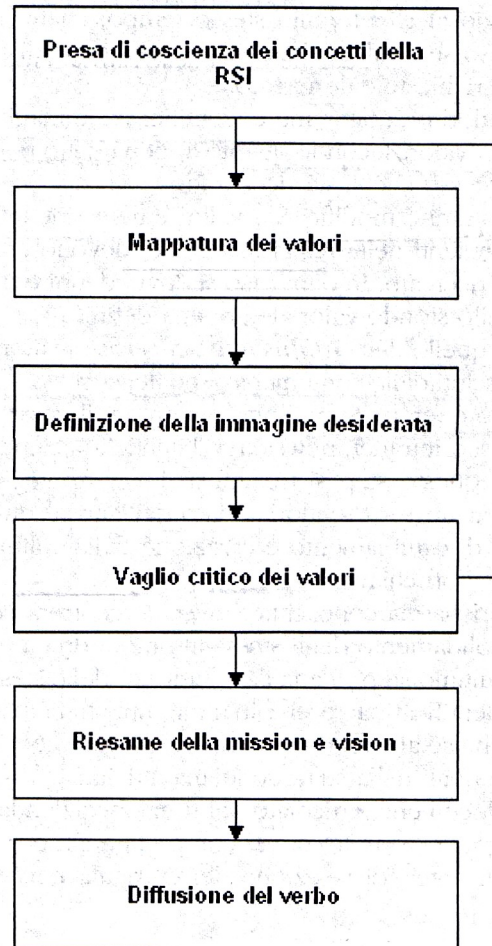 Presa di coscienza dei concetti della
RSI
Mappatura dei valori
Definizione della immagine desiderata
Vaglio critico dei valori
Riesame della mission e vision
Diffusione del verbo